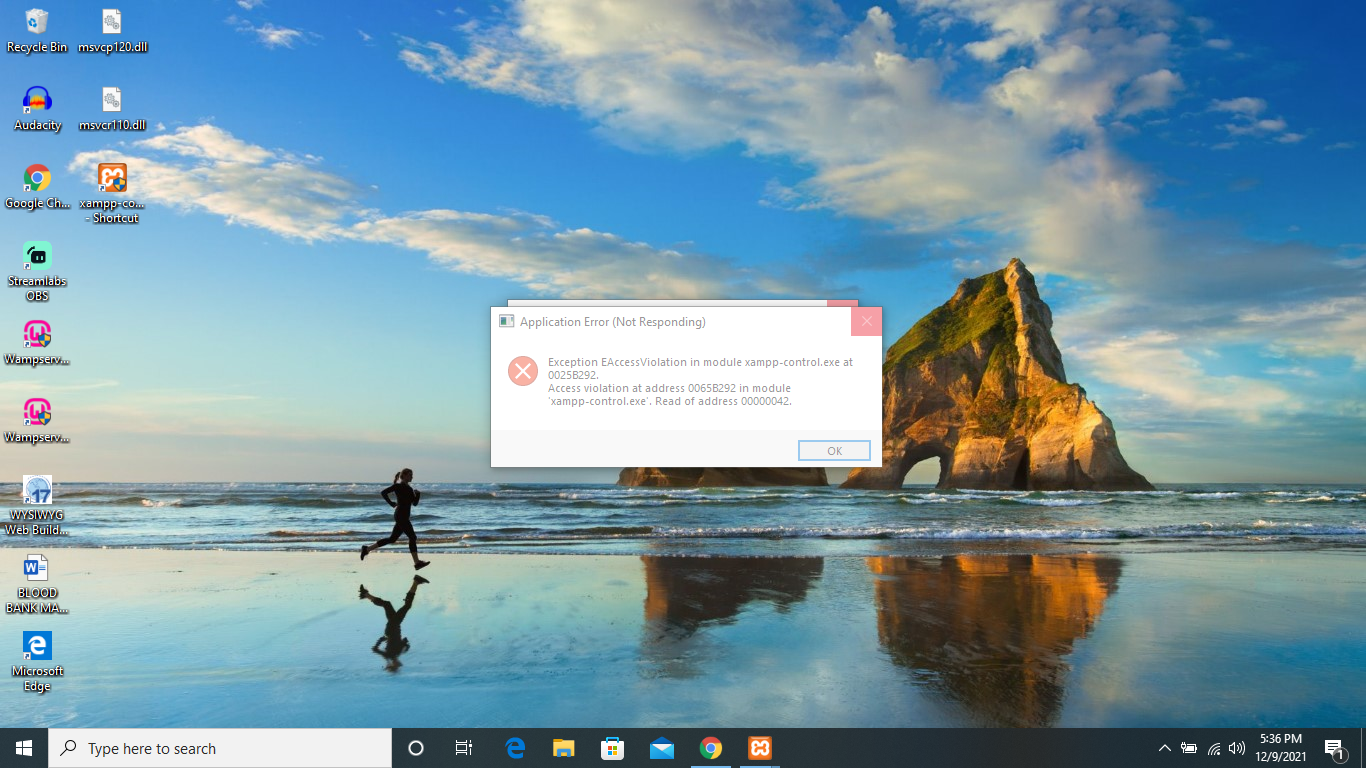 Recycle Bin
msvcp120.dll
Audacity
msvcr110.dll
Google Ch...
xampp-co...
- Shortcut
Streamlabs
OBS
Wampserv...
Wampserv...
17
WYSIWYG
Web Build...
W
BLOOD
BANK MA...
Microsoft
Edge
Application Error (Not Responding)
Exception EAccessViolation in module xampp-control.exe at
0025B292.
Access violation at address 0065B292 in module
'xampp-control.exe'. Read of address 00000042.
OK
Type here to search
5:36 PM
12/9/2021
1